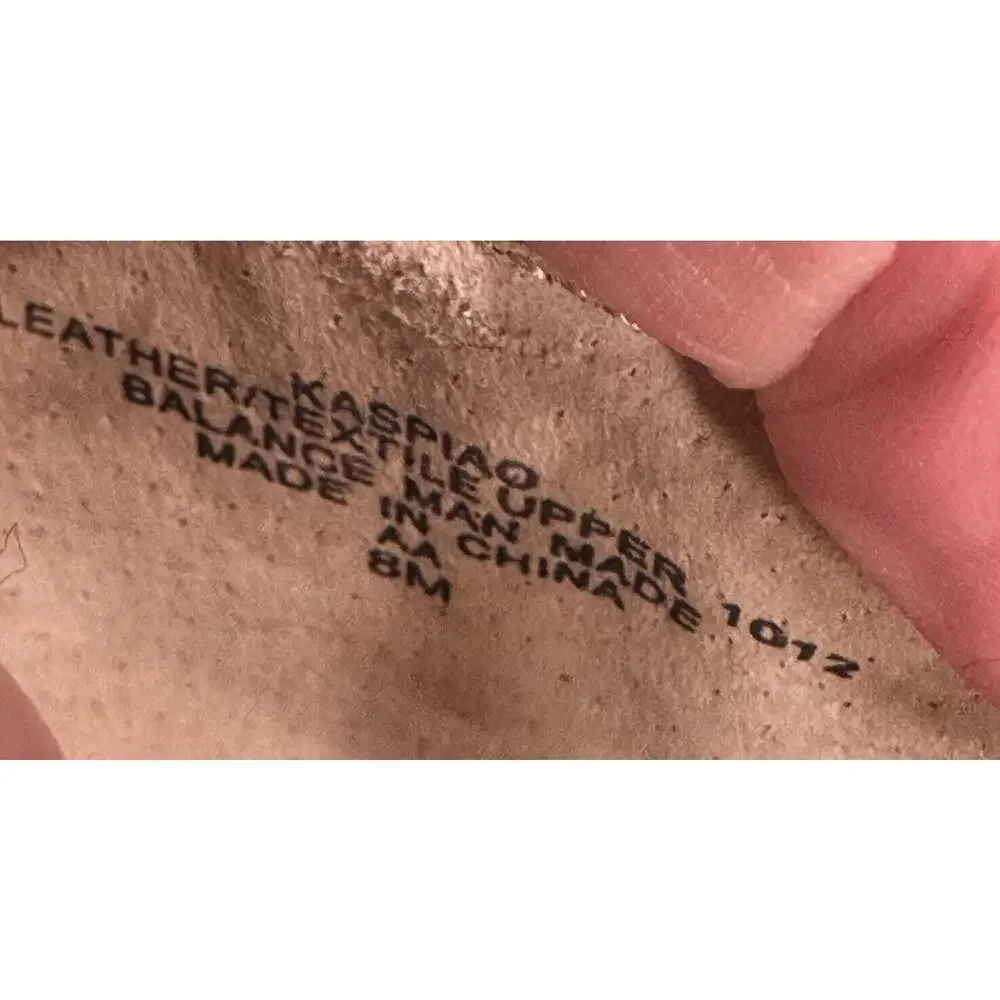 KASPIAO
LEATHER/TEXTILE UPPER
BALANCE MAN MADE 1012
MADE IN CHINA
AA
8M